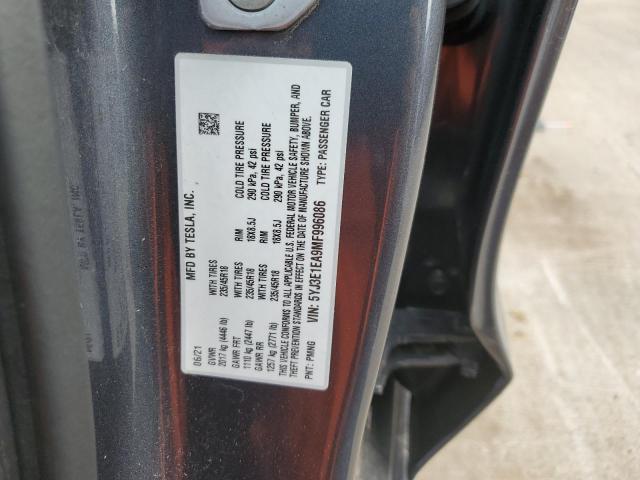 MFD BY TESLA, INC.
06/21
GVWR WITH TIRES RIM COLD TIRE PRESSURE
2017 kg (4446 lb) 235/45R18 18X8.5J 290 kPa, 42 psi
GAWR FRT WITH TIRES RIM COLD TIRE PRESSURE
1110 kg (2447 lb) 235/45R18 18X8.5J 290 kPa, 42 psi
GAWR RR
1257 kg (2771 lb) 235/45R18
THIS VEHICLE CONFORMS TO ALL APPLICABLE U.S. FEDERAL MOTOR VEHICLE SAFETY, BUMPER, AND
THEFT PREVENTION STANDARDS IN EFFECT ON THE DATE OF MANUFACTURE SHOWN ABOVE.
VIN: 5YJ3E1EA9MF996086 TYPE: PASSENGER CAR
PNT: PMNG